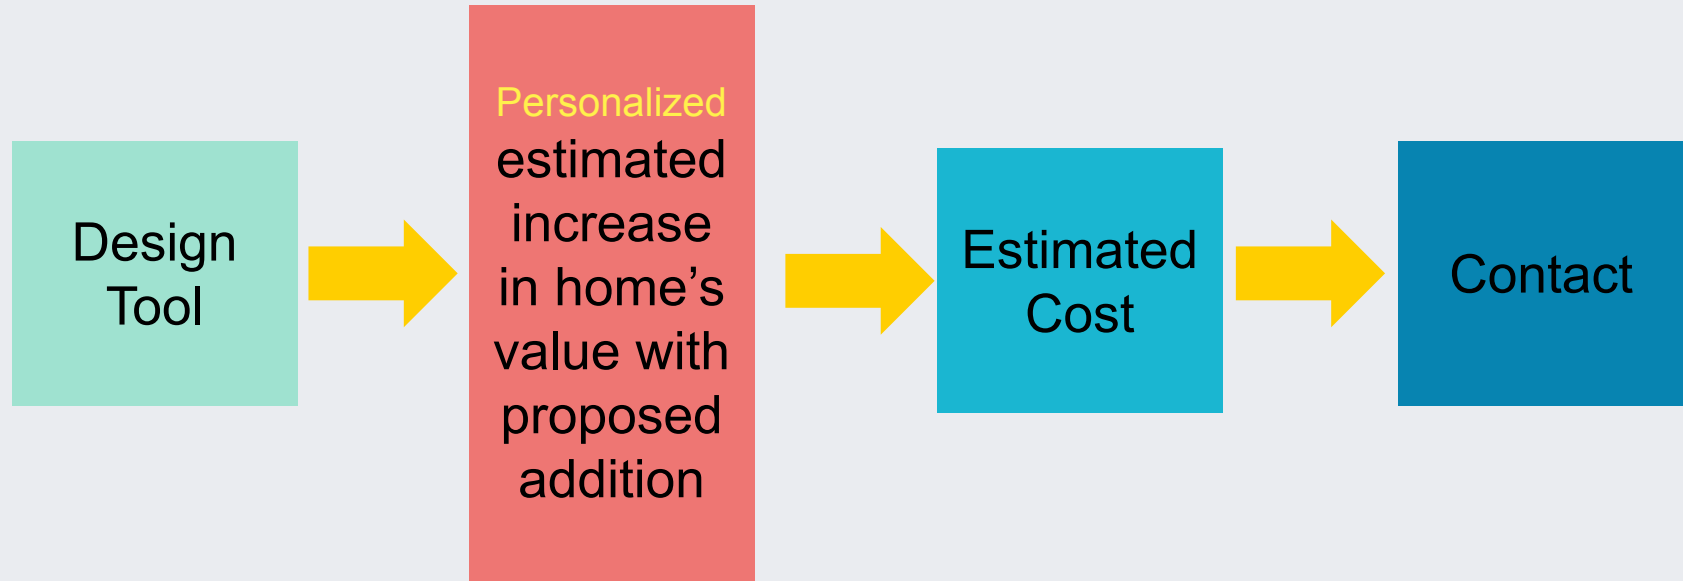 Design
Tool
Personalized
estimated
increase
in home’s
value with
proposed
addition
Estimated
Cost
Contact